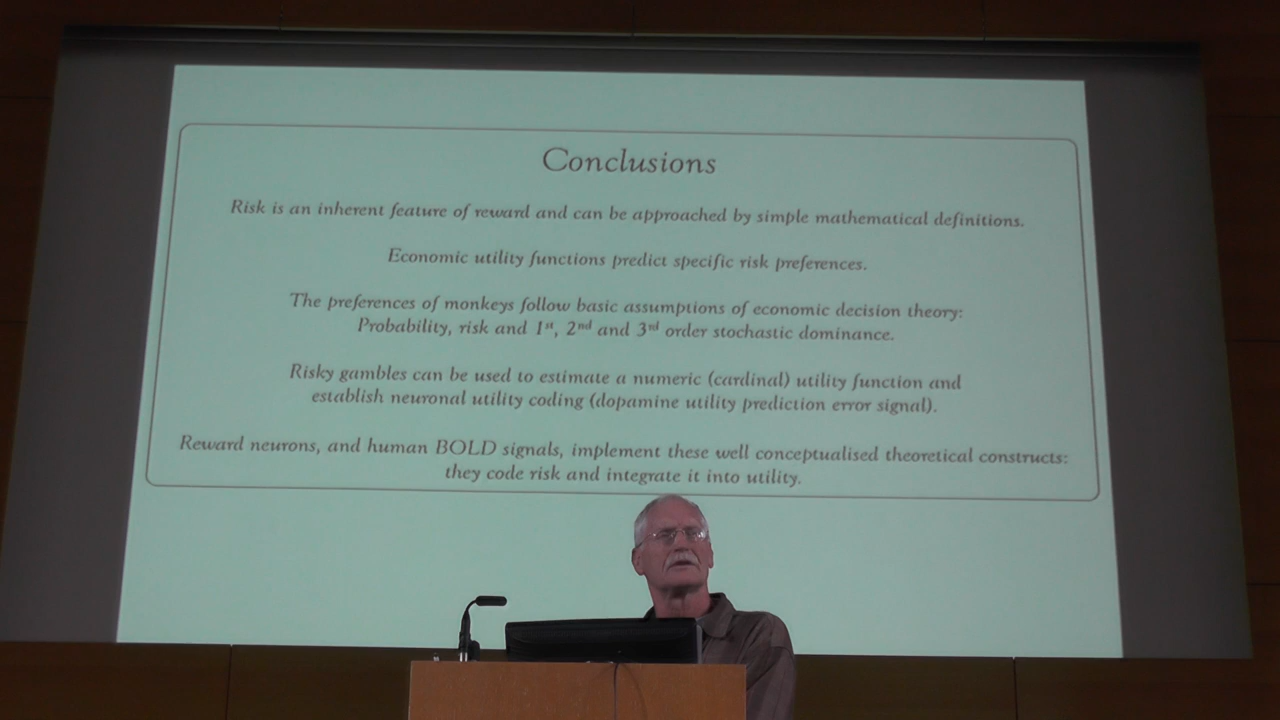 Conclusions
Risk is an inherent feature of reward and can be approached by simple mathematical definitions.
Economic utility functions predict specific risk preferences.
The preferences of monkeys follow basic assumptions of economic decision theory:
Probability, risk and 1st, 2nd and 3rd order stochastic dominance.
Risky gambles can be used to estimate a numeric (cardinal) utility function and
establish neuronal utility coding (dopamine utility prediction error signal).
Reward neurons, and human BOLD signals, implement these well conceptualised theoretical constructs:
they code risk and integrate it into utility.